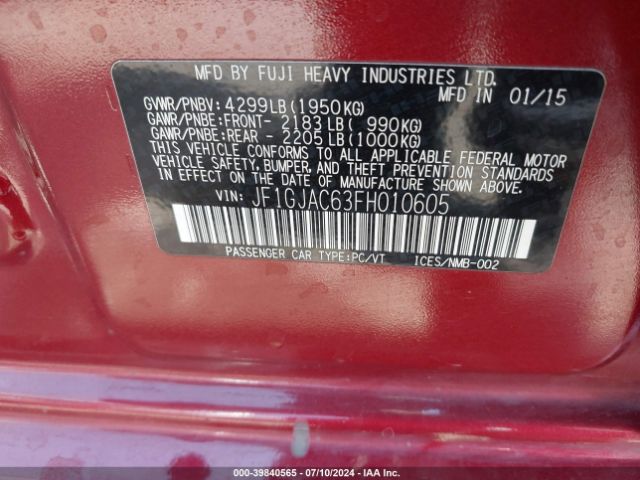 MFD BY FUJI HEAVY INDUSTRIES LTD.
MFD IN 01/15
GVWR/PNBV: 4299LB(1950KG)
GAWR/PNBE:FRONT- 2183LB( 990KG)
GAWR/PNBE:REAR - 2205LB(1000KG)
THIS VEHICLE CONFORMS TO ALL APPLICABLE FEDERAL MOTOR
VEHICLE SAFETY, BUMPER, AND THEFT PREVENTION STANDARDS
IN EFFECT ON THE DATE OF MANUFACTURE SHOWN ABOVE.
VIN: JF1GJAC63FH010605
PASSENGER CAR TYPE:PC/VT ICES/NMB-002
000-39840565 - 07/10/2024 - IAA Inc.